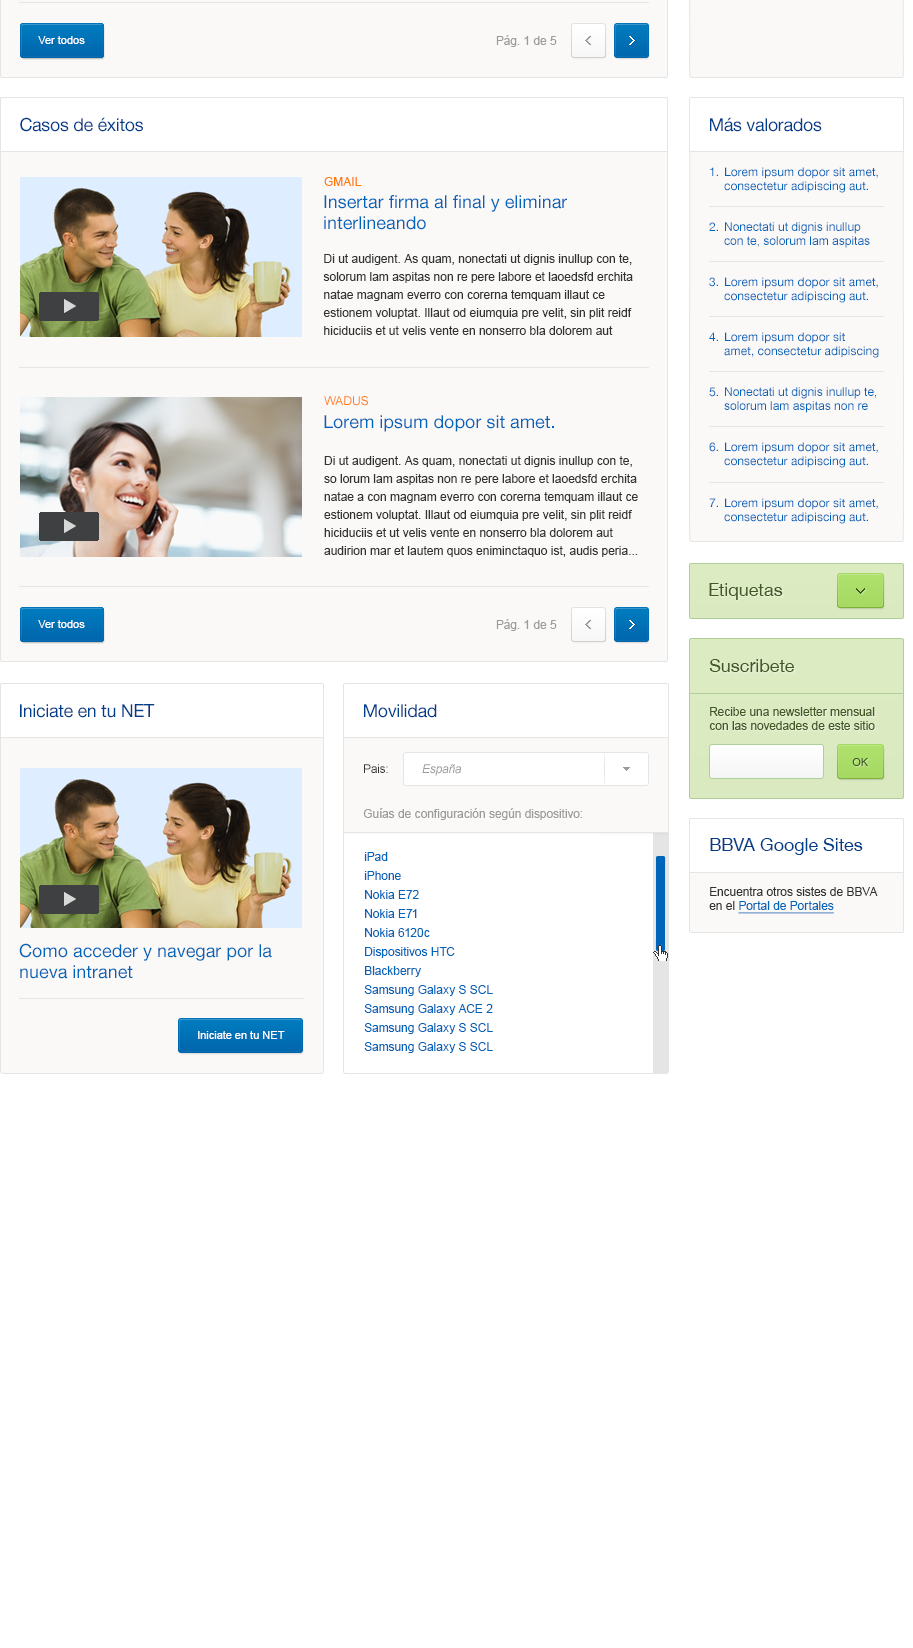 Ver todos
Pág. 1 de 5
Casos de éxitos
GMAIL
Insertar firma al final y eliminar
interlineando
Di ut audigent. As quam, nonectati ut dignis inullup con te,
solorum lam aspitas non re pere labore et laoedsfd erchita
natae magnam everro con corerna temquam illaut ce
estionem voluptat. Illaut od eiumquia pre velit, sin plit reidf
hiciduciis et ut velis vente en nonserro bla dolorem aut
WADUS
Lorem ipsum dopor sit amet.
Di ut audigent. As quam, nonectati ut dignis inullup con te,
so lorum lam aspitas non re pere labore et laoedsfd erchita
natae a con magnam everro con corerna temquam illaut ce
estionem voluptat. Illaut od eiumquia pre velit, sin plit reidf
hiciduciis et ut velis vente en nonserro bla dolorem aut
audirion mar et lautem quos eniminctaquo ist, audis peria...
Ver todos
Pág. 1 de 5
Más valorados
1. Lorem ipsum dopor sit amet,
consectetur adipiscing aut.
2. Nonectati ut dignis inullup
con te, solorum lam aspitas
3. Lorem ipsum dopor sit amet,
consectetur adipiscing aut.
4. Lorem ipsum dopor sit
amet, consectetur adipiscing
5. Nonectati ut dignis inullup te,
solorum lam aspitas non re
6. Lorem ipsum dopor sit amet,
consectetur adipiscing aut.
7. Lorem ipsum dopor sit amet,
consectetur adipiscing aut.
Etiquetas
Suscribete
Recibe una newsletter mensual
con las novedades de este sitio
OK
BBVA Google Sites
Encuentra otros sistes de BBVA
en el Portal de Portales
Iniciate en tu NET
Como acceder y navegar por la
nueva intranet
Iniciate en tu NET
Movilidad
Pais: España
Guías de configuración según dispositivo:
iPad
iPhone
Nokia E72
Nokia E71
Nokia 6120c
Dispositivos HTC
Blackberry
Samsung Galaxy S SCL
Samsung Galaxy ACE 2
Samsung Galaxy S SCL
Samsung Galaxy S SCL